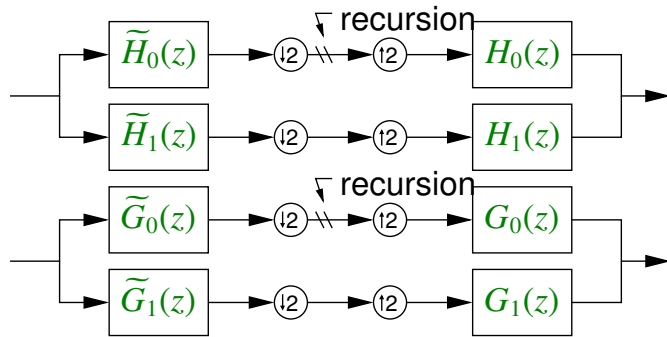 recursion
H̃₀(z) ↓2 ↑2 H₀(z)
H̃₁(z) ↓2 ↑2 H₁(z)
recursion
G̃₀(z) ↓2 ↑2 G₀(z)
G̃₁(z) ↓2 ↑2 G₁(z)